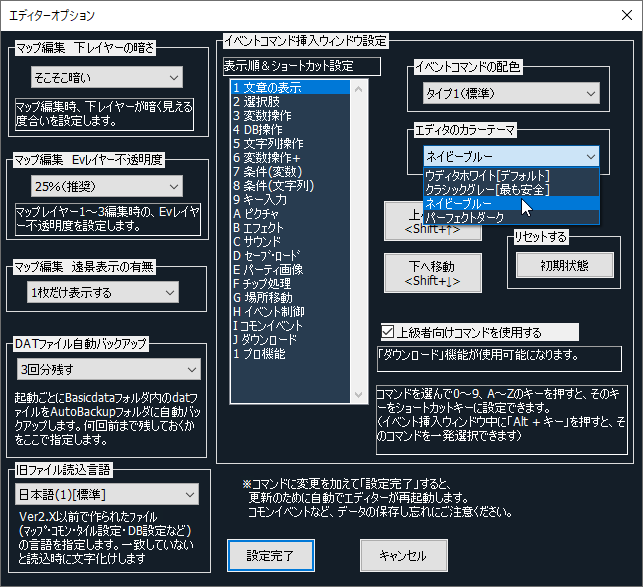 エディターオプション
マップ編集 下レイヤーの暗さ
そこそこ暗い
マップ編集時、下レイヤーが暗く見える
度合いを設定します。
マップ編集 Evレイヤー不透明度
25%(推奨)
マップレイヤー1～3編集時の、Evレイ
ヤー不透明度を設定します。
マップ編集 遠景表示の有無
1枚だけ表示する
DATファイル自動バックアップ
3回分残す
起動ごとにBasicdataフォルダ内のdatフ
ァイルをAutoBackupフォルダに自動バッ
クアップします。何回前まで残しておくか
をここで指定します。
旧ファイル読込言語
日本語(1)[標準]
Ver2.X以前で作られたファイル
(マップ・コモン・タイル設定・DB設定など)
の言語を指定します。一致していない
と読込時に文字化けします
イベントコマンド挿入ウィンドウ設定
表示順＆ショートカット設定
1 文章の表示
2 選択肢
3 変数操作
4 DB操作
5 文字列操作
6 変数操作+
7 条件(変数)
8 条件(文字列)
9 キー入力
A ピクチャ
B エフェクト
C サウンド
D セーブ・ロード
E パーティ画像
F チップ処理
G 場所移動
H イベント制御
I コモンイベント
J ダウンロード
1 プロ機能
イベントコマンドの配色
タイプ1(標準)
エディタのカラーテーマ
ネイビーブルー
ウディタホワイト[デフォルト]
クラシックグレー[最も安全]
ネイビーブルー
パーフェクトダーク
上
<Shift+↑>
下へ移動
<Shift+↓>
リセットする
初期状態
上級者向けコマンドを使用する
「ダウンロード」機能が使用可能になります。
コマンドを選んで0～9、A～Zのキーを押すと、そのキ
ーをショートカットキーに設定できます。
(イベント挿入ウィンドウ中に「Alt + キー」を押すと、そ
のコマンドを一発選択できます)
※コマンドに変更を加えて「設定完了」すると、
更新のために自動でエディターが再起動します。
コモンイベントなど、データの保存し忘れにご注意ください。
設定完了
キャンセル